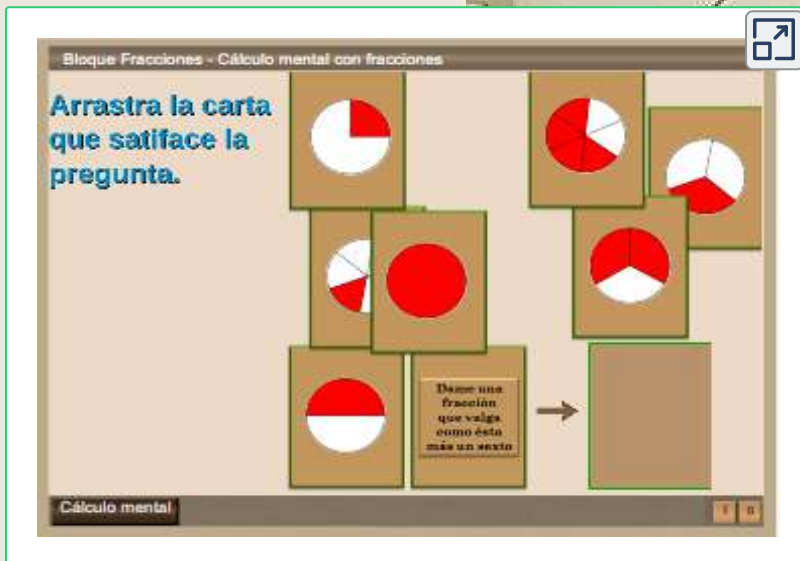 Bloque Fracciones - Cálculo mental con fracciones
Arrastra la carta
que satiface la
pregunta.
Dame una
fracción
que valga
como ésta
más un sexto
Cálculo mental